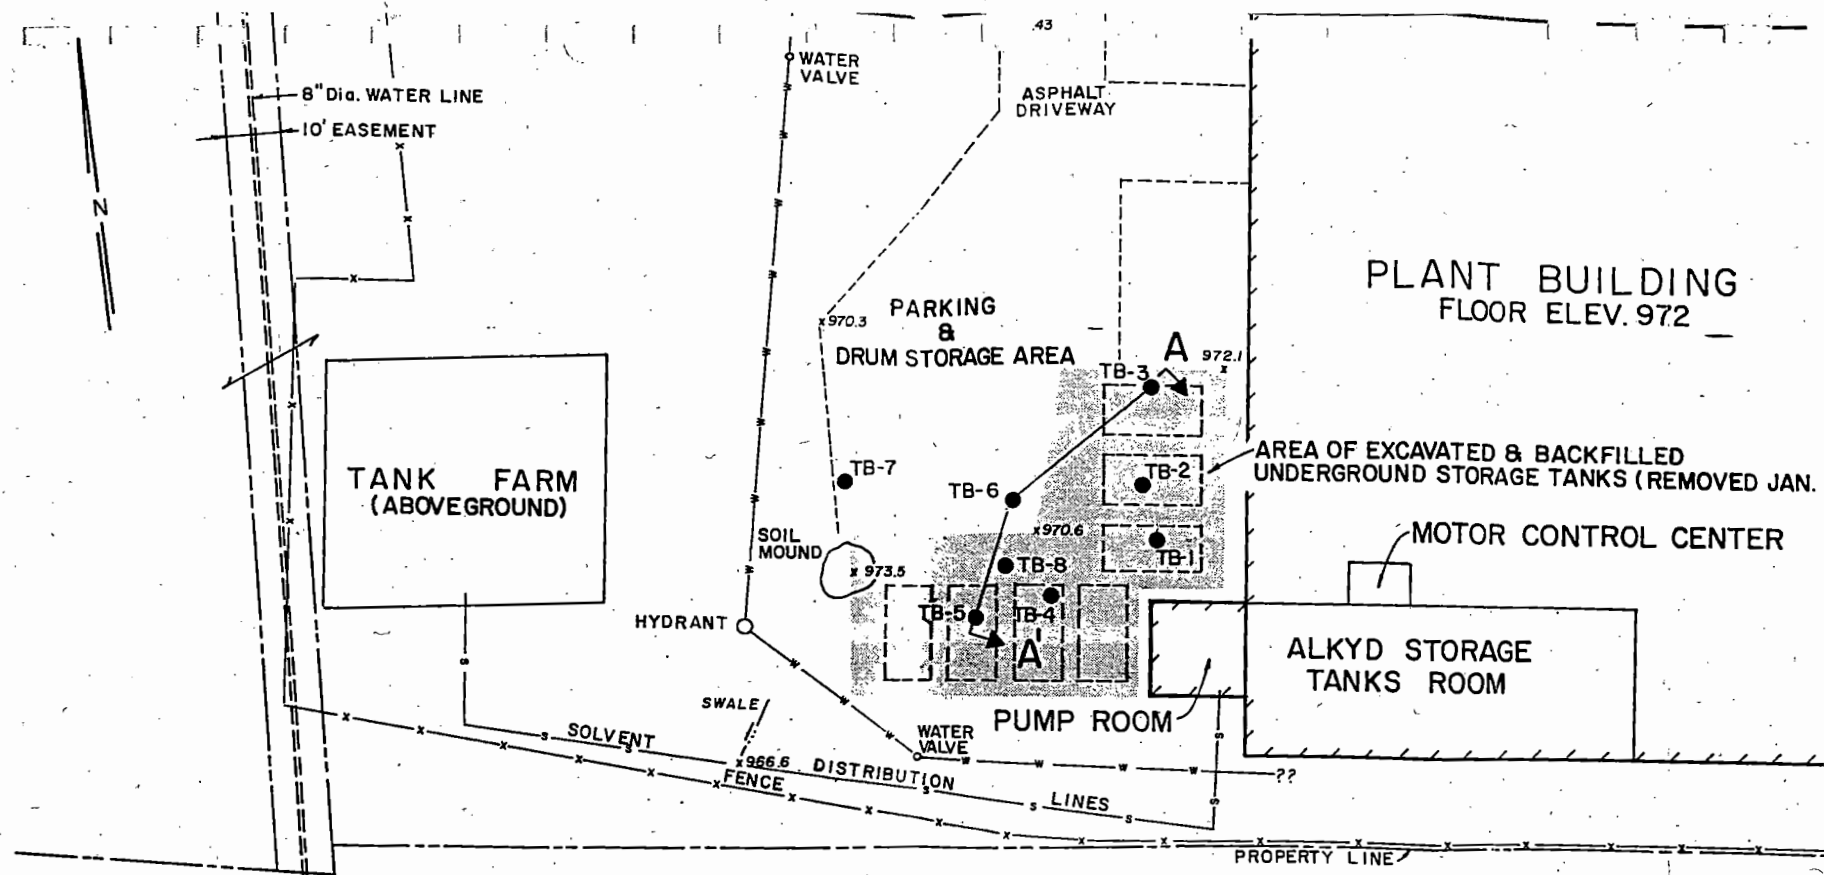 .43
WATER
VALVE
8" Dia. WATER LINE
10' EASEMENT
ASPHALT
DRIVEWAY
N
PLANT BUILDING
FLOOR ELEV. 972
970.3
PARKING
&
DRUM STORAGE AREA
A
972.1
TB-3
AREA OF EXCAVATED & BACKFILLED
UNDERGROUND STORAGE TANKS (REMOVED JAN.
TANK FARM
(ABOVEGROUND)
TB-7
TB-2
TB-6
970.6
MOTOR CONTROL CENTER
SOIL
MOUND
973.5
TB-1
TB-8
TB-5
TB-4
HYDRANT
A'
ALKYD STORAGE
TANKS ROOM
SWALE
PUMP ROOM
SOLVENT DISTRIBUTION LINES
WATER
VALVE
966.6
FENCE
??
PROPERTY LINE